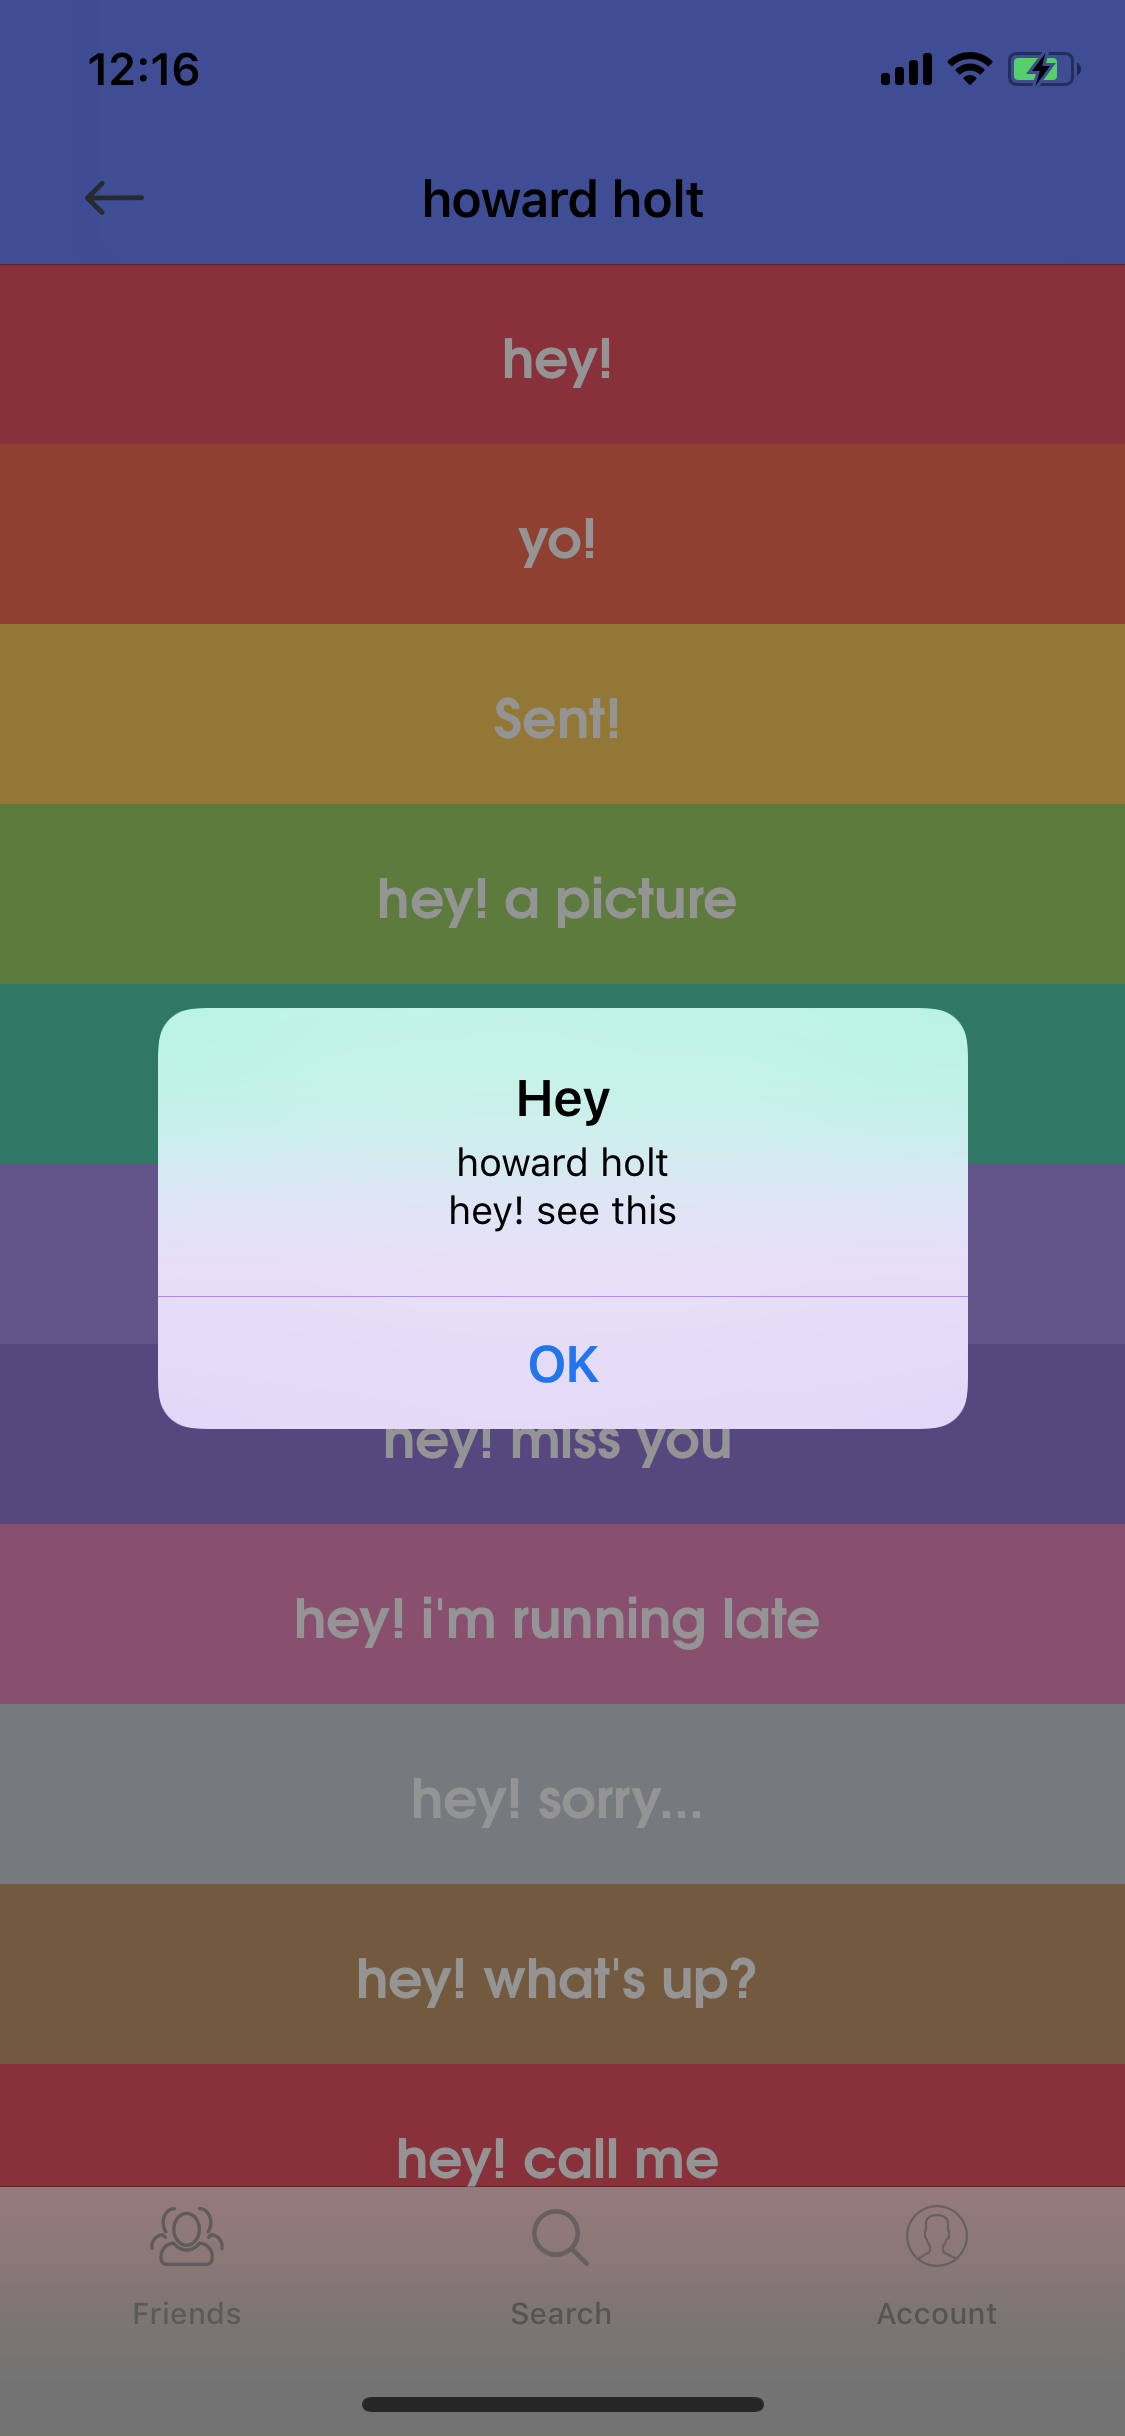 12:16
howard holt
hey!
yo!
Sent!
hey! a picture
Hey
howard holt
hey! see this
OK
hey! miss you
hey! i'm running late
hey! sorry...
hey! what's up?
hey! call me
Friends
Search
Account